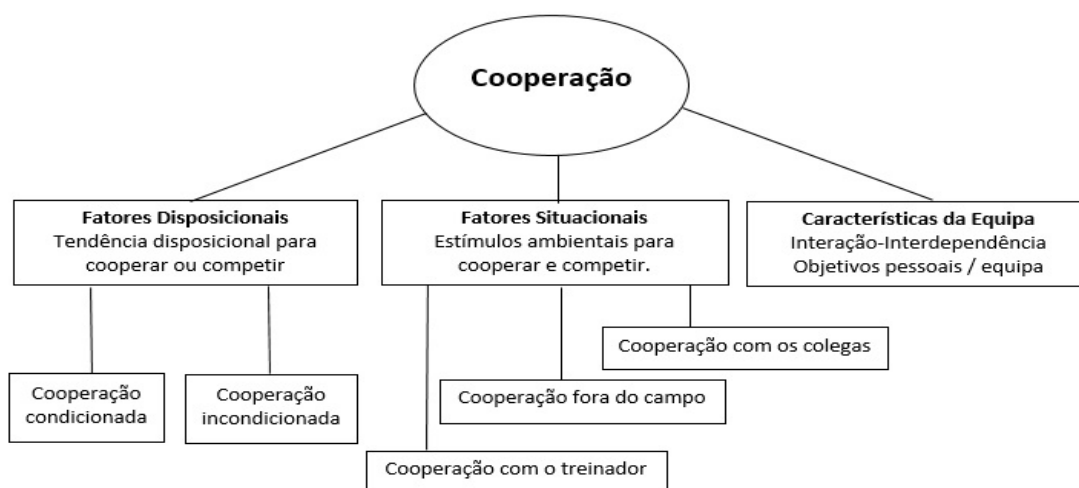 Cooperação
Fatores Disposicionais
Tendência disposicional para
cooperar ou competir
Fatores Situacionais
Estímulos ambientais para
cooperar e competir.
Características da Equipa
Interação-Interdependência
Objetivos pessoais / equipa
Cooperação
condicionada
Cooperação
incondicionada
Cooperação com os colegas
Cooperação fora do campo
Cooperação com o treinador